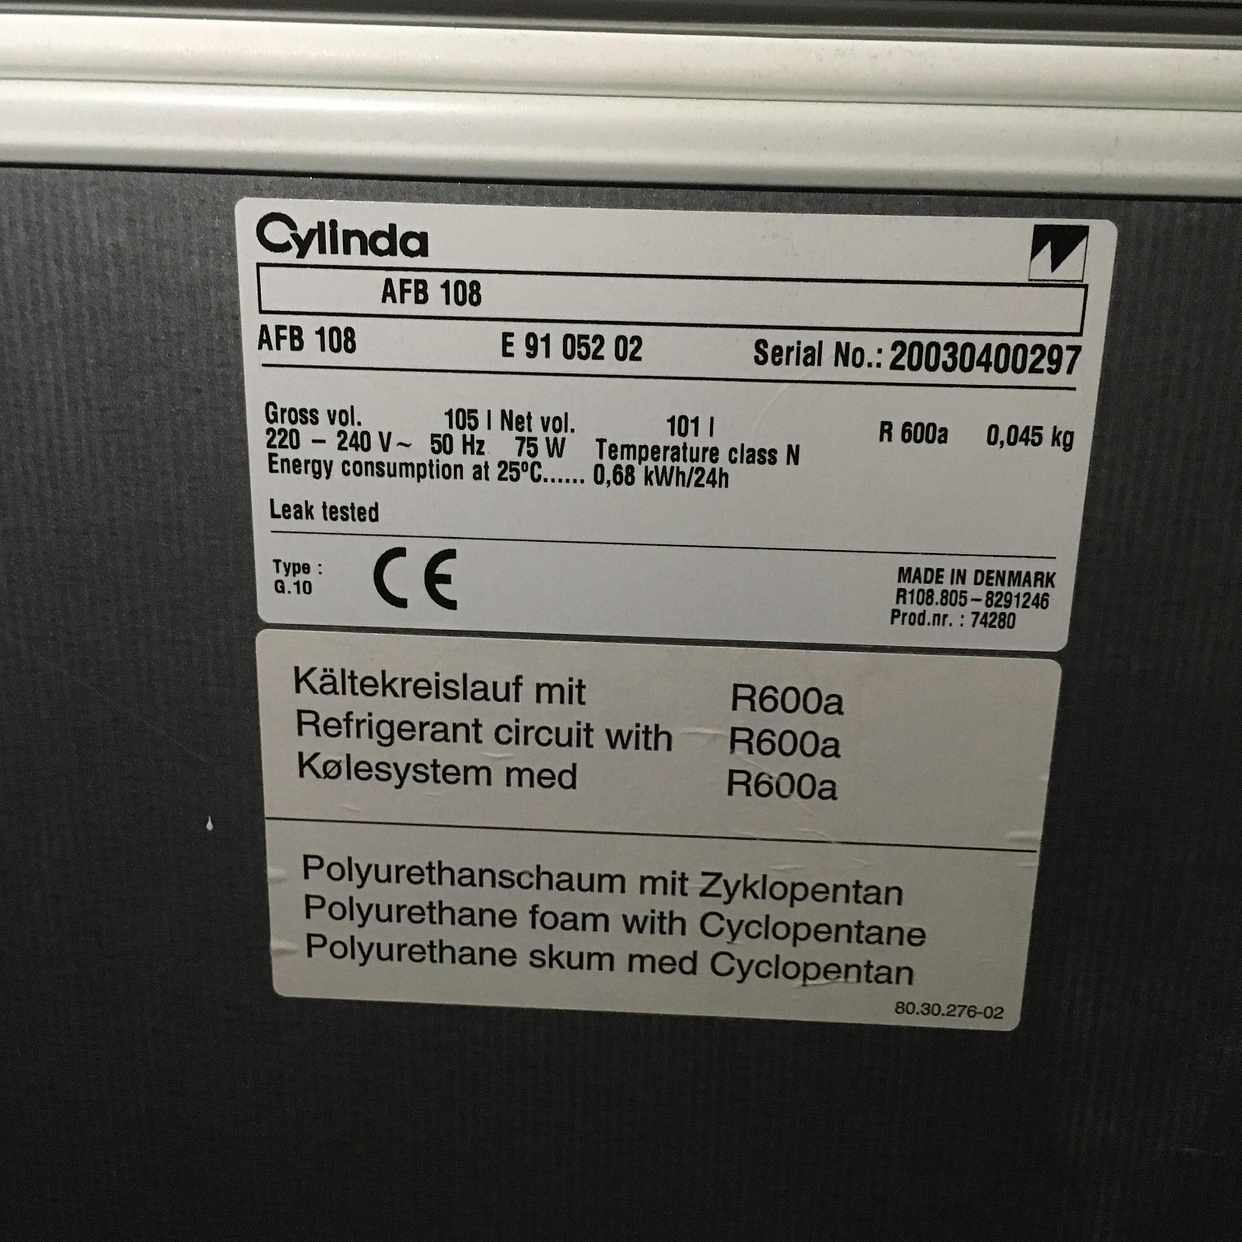 Cylinda
AFB 108
AFB 108 E 91 052 02 Serial No.: 20030400297
Gross vol. 105 l Net vol. 101 l R 600a 0,045 kg
220 – 240 V ~ 50 Hz 75 W Temperature class N
Energy consumption at 25ºC...... 0,68 kWh/24h
Leak tested
Type :
G.10
CE
MADE IN DENMARK
R108.805–8291246
Prod.nr. : 74280
Kältekreislauf mit R600a
Refrigerant circuit with R600a
Kølesystem med R600a
Polyurethanschaum mit Zyklopentan
Polyurethane foam with Cyclopentane
Polyurethane skum med Cyclopentan
80.30.276-02